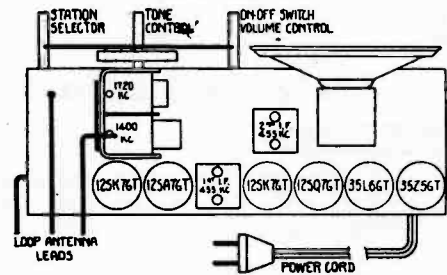 STATION
SELECTOR
TONE
CONTROL
ON-OFF SWITCH
VOLUME CONTROL
1720
KC
1400
KC
2ND I.F.
455 KC
1ST I.F.
455 KC
12SK7GT
12SA7GT
12SK7GT
12SQ7GT
35L6GT
35Z5GT
LOOP ANTENNA
LEADS
POWER CORD